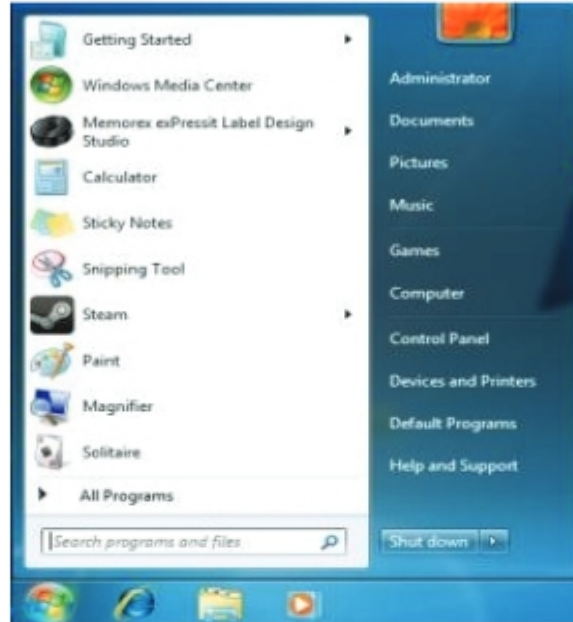 Getting Started
Windows Media Center
Memorex exPressit Label Design
Studio
Calculator
Sticky Notes
Snipping Tool
Steam
Paint
Magnifier
Solitaire
All Programs
Search programs and files
Administrator
Documents
Pictures
Music
Games
Computer
Control Panel
Devices and Printers
Default Programs
Help and Support
Shut down